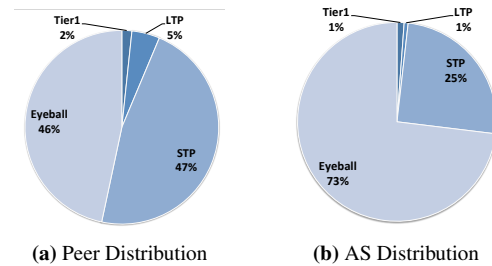 Tier1
2%
LTP
5%
Eyeball
46%
STP
47%
(a) Peer Distribution
Tier1
1%
LTP
1%
STP
25%
Eyeball
73%
(b) AS Distribution